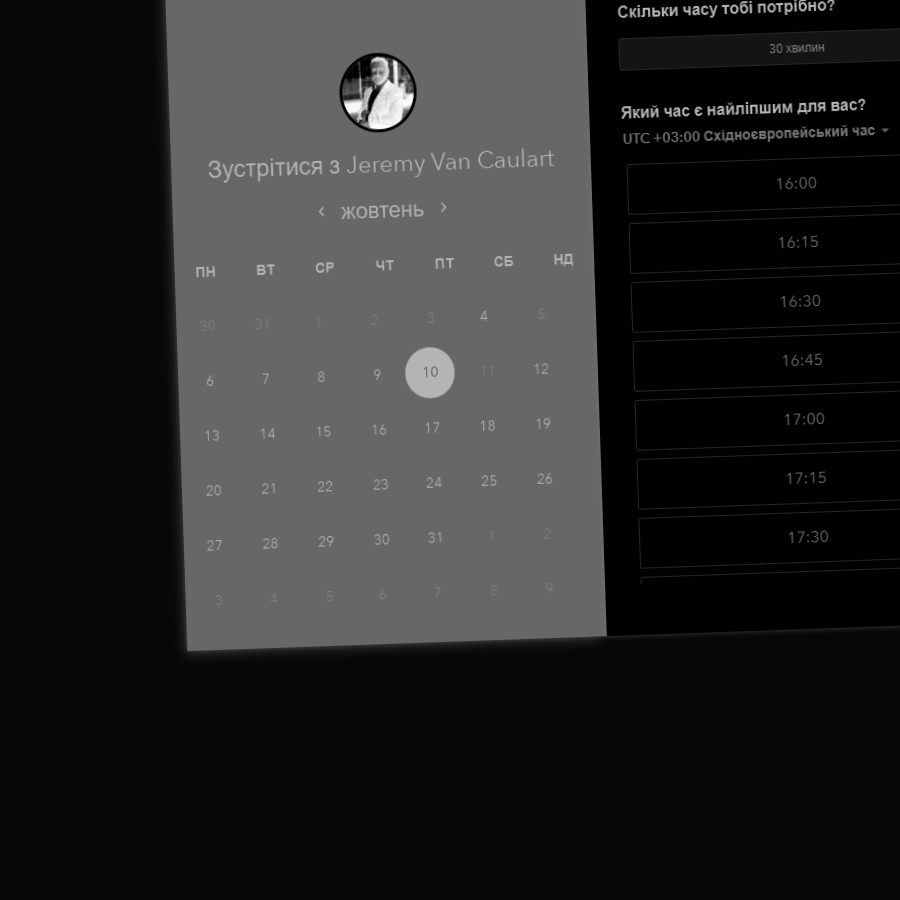 Зустрітися з Jeremy Van Caulart
‹ жовтень ›
ПН ВТ СР ЧТ ПТ СБ НД
30 31 1 2 3 4 5
6 7 8 9 10 11 12
13 14 15 16 17 18 19
20 21 22 23 24 25 26
27 28 29 30 31 1 2
3 4 5 6 7 8 9
Скільки часу тобі потрібно?
30 хвилин
Який час є найліпшим для вас?
UTC +03:00 Східноєвропейський час
16:00
16:15
16:30
16:45
17:00
17:15
17:30